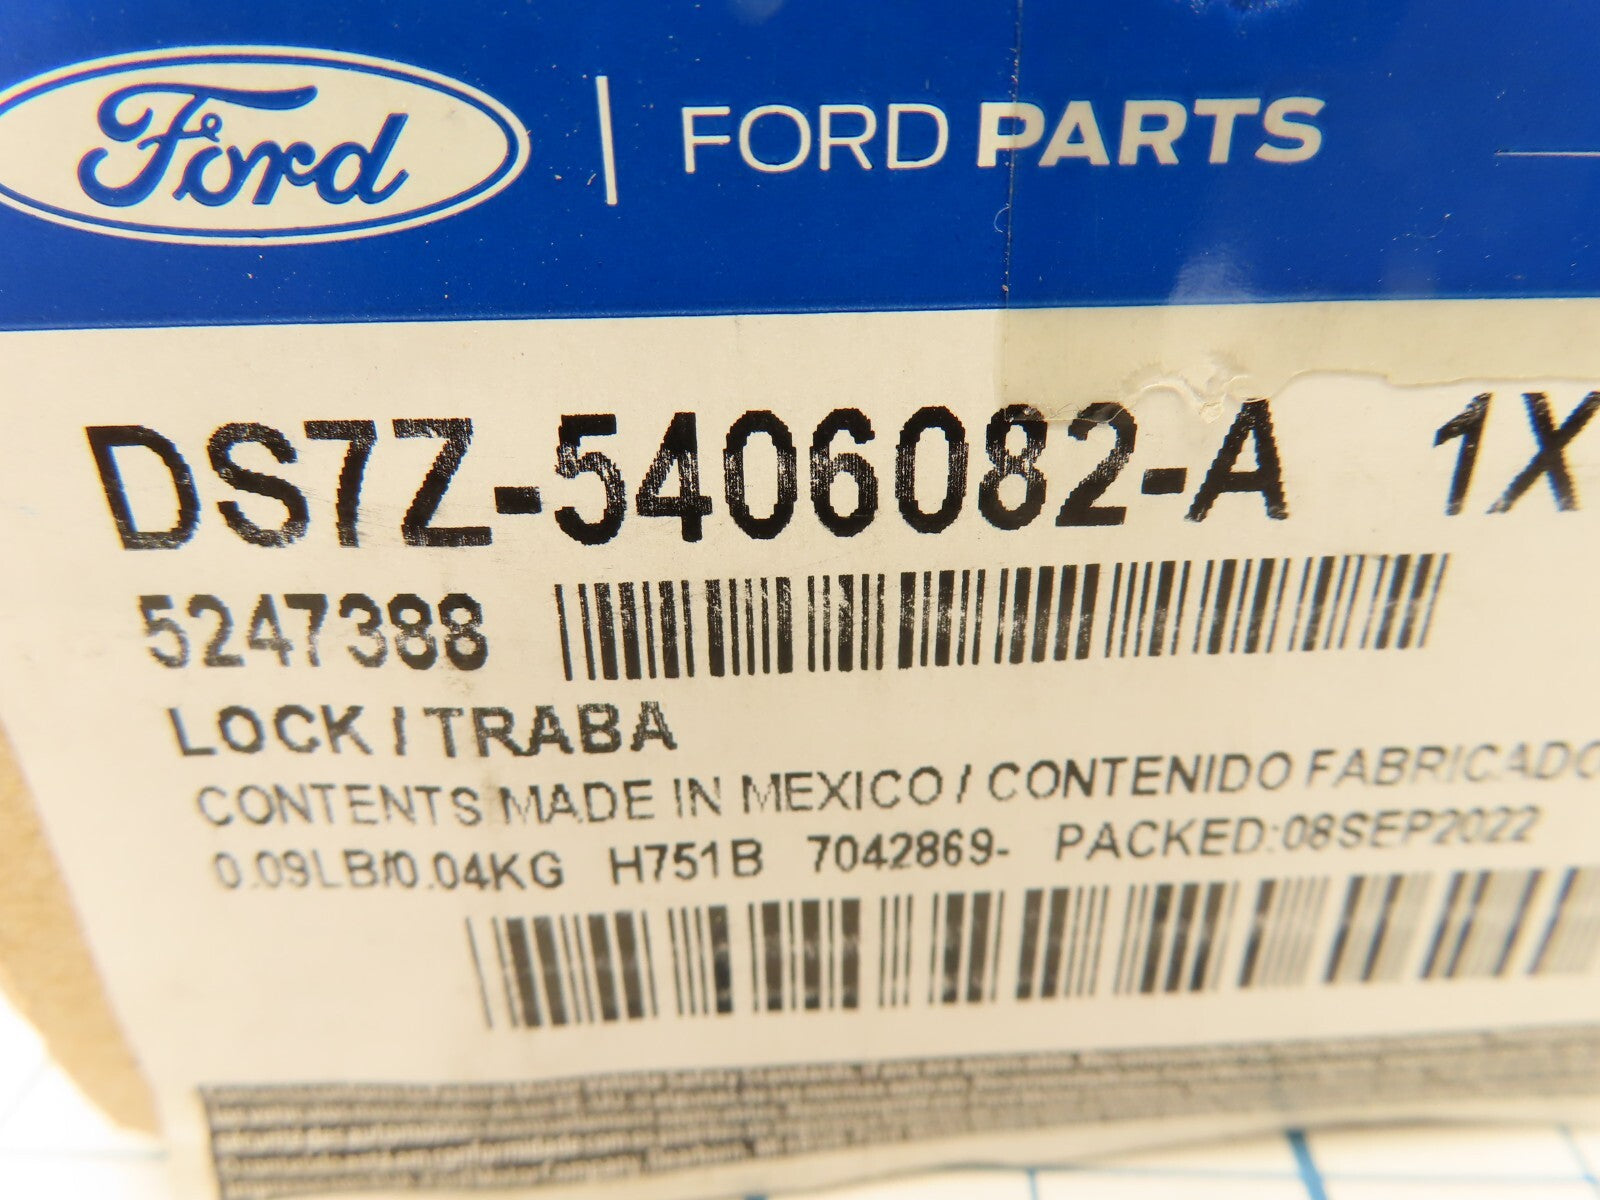 Ford | FORD PARTS
DS7Z-5406082-A 1X
5247388
LOCK / TRABA
CONTENTS MADE IN MEXICO / CONTENIDO FABRICADO
0.09LB/0.04KG H751B 7042869- PACKED:08SEP2022